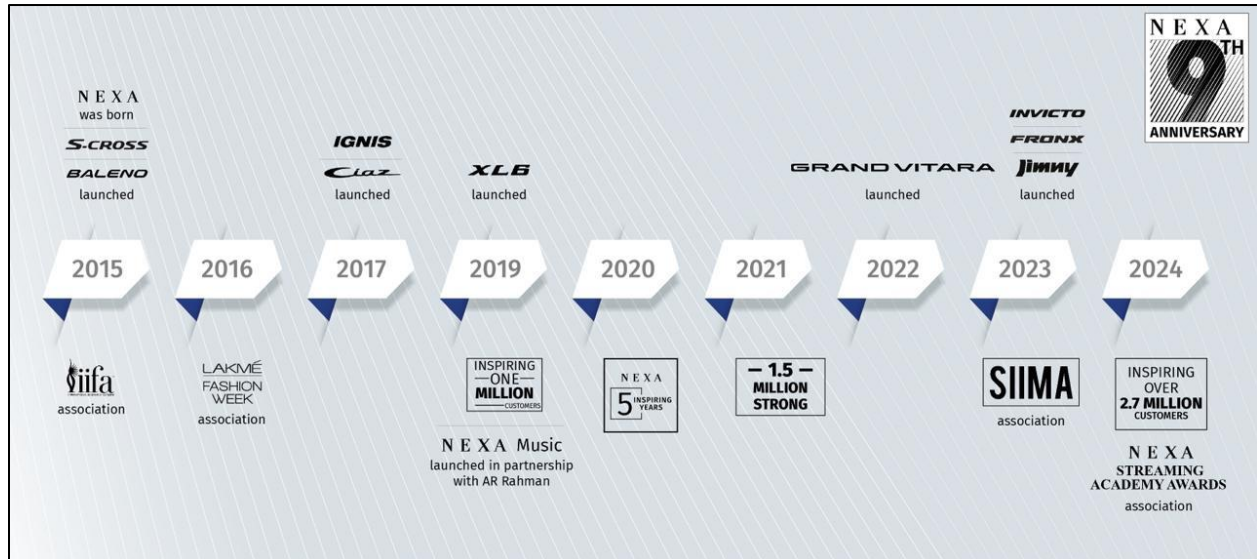 NEXA
9TH
ANNIVERSARY
NEXA
was born
S-CROSS
BALENO
launched
IGNIS
Ciaz
launched
XL6
launched
GRAND VITARA
launched
INVICTO
FRONX
Jimny
launched
2015
2016
2017
2019
2020
2021
2022
2023
2024
iifa
association
LAKMÉ
FASHION
WEEK
association
INSPIRING
ONE
MILLION
CUSTOMERS
NEXA Music
launched in partnership
with AR Rahman
NEXA
5 INSPIRING
YEARS
1.5
MILLION
STRONG
SIIMA
association
INSPIRING
OVER
2.7 MILLION
CUSTOMERS
NEXA
STREAMING
ACADEMY AWARDS
association